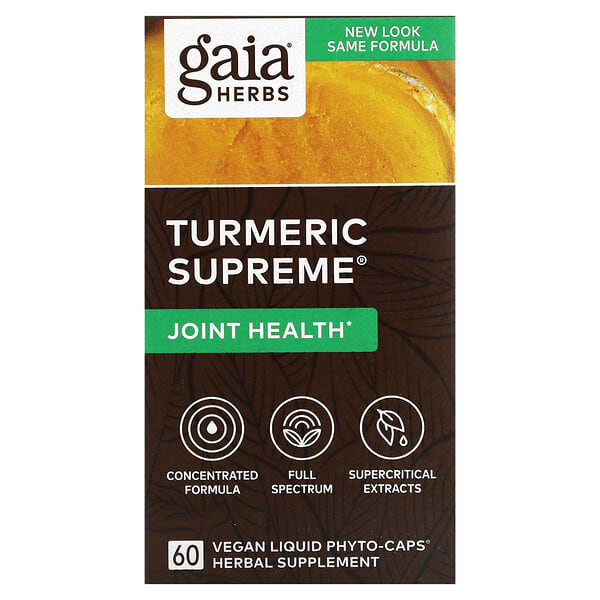 gaia®
HERBS
NEW LOOK
SAME FORMULA
TURMERIC
SUPREME®
JOINT HEALTH*
CONCENTRATED
FORMULA
FULL
SPECTRUM
SUPERCRITICAL
EXTRACTS
60 VEGAN LIQUID PHYTO-CAPS®
HERBAL SUPPLEMENT